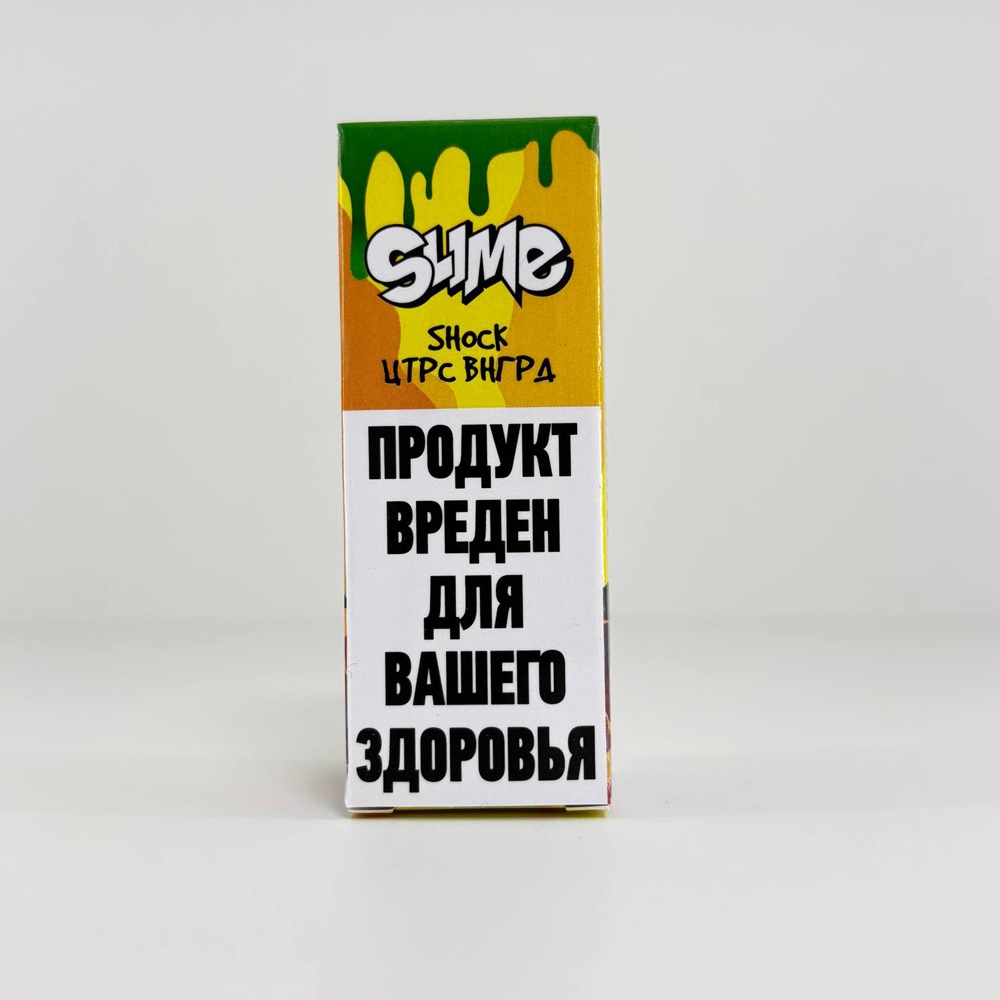 SLIME
SHOCK
ЦТРС ВНГРД
ПРОДУКТ
ВРЕДЕН
ДЛЯ
ВАШЕГО
ЗДОРОВЬЯ